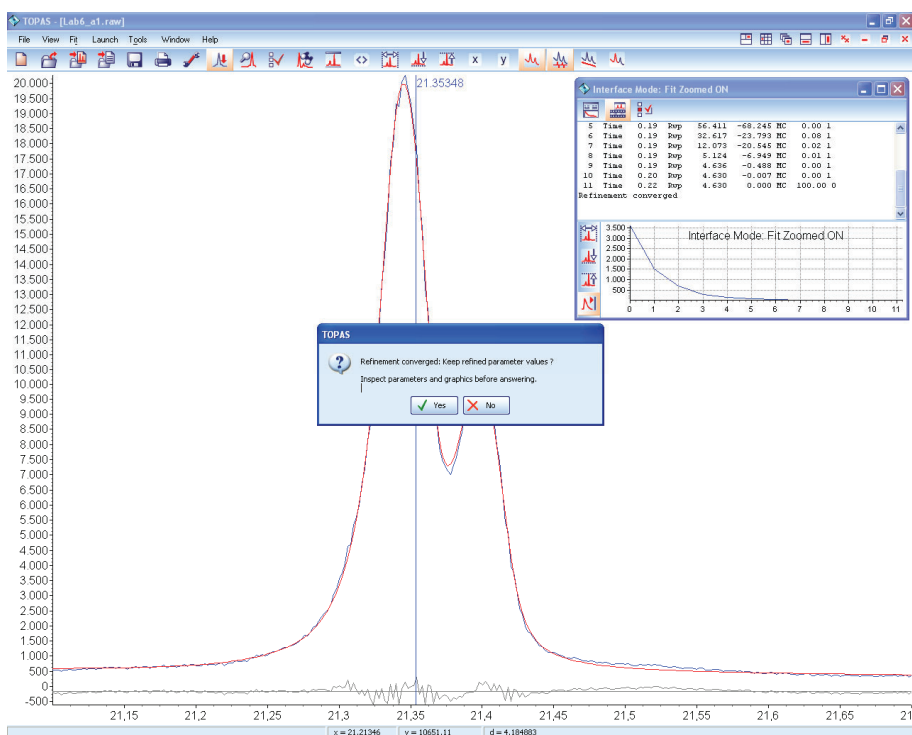 TOPAS - [Lab6_a1.raw]
File View Fit Launch Tools Window Help
x y
20.000
19.500
19.000
18.500
18.000
17.500
17.000
16.500
16.000
15.500
15.000
14.500
14.000
13.500
13.000
12.500
12.000
11.500
11.000
10.500
10.000
9.500
9.000
8.500
8.000
7.500
7.000
6.500
6.000
5.500
5.000
4.500
4.000
3.500
3.000
2.500
2.000
1.500
1.000
500
0
-500
21.35348
Interface Mode: Fit Zoomed ON
5 Time 0.19 Rwp 56.411 -68.245 MC 0.00 1
6 Time 0.19 Rwp 32.617 -23.793 MC 0.08 1
7 Time 0.19 Rwp 12.073 -20.545 MC 0.02 1
8 Time 0.19 Rwp 5.124 -6.949 MC 0.01 1
9 Time 0.19 Rwp 4.636 -0.488 MC 0.00 1
10 Time 0.20 Rwp 4.630 -0.007 MC 0.00 1
11 Time 0.22 Rwp 4.630 0.000 MC 100.00 0
Refinement converged
Interface Mode: Fit Zoomed ON
3.500
3.000
2.500
2.000
1.500
1.000
500
0 1 2 3 4 5 6 7 8 9 10 11
TOPAS
Refinement converged: Keep refined parameter values ?
Inspect parameters and graphics before answering.
Yes No
21,15 21,2 21,25 21,3 21,35 21,4 21,45 21,5 21,55 21,6 21,65 21
x = 21.21346 y = 10651.11 d = 4.184883